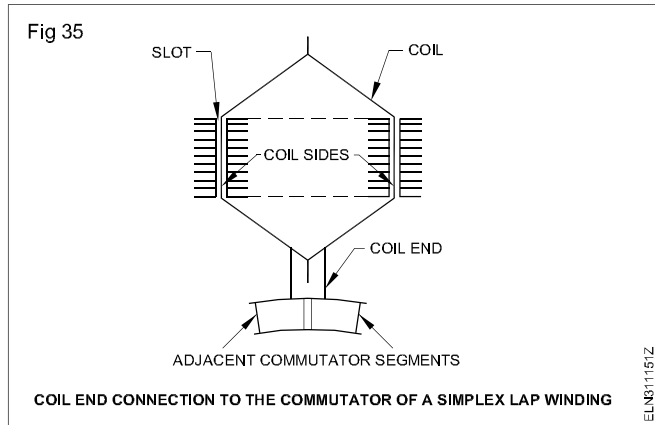 Fig 35
SLOT
COIL
COIL SIDES
COIL END
ADJACENT COMMUTATOR SEGMENTS
COIL END CONNECTION TO THE COMMUTATOR OF A SIMPLEX LAP WINDING
ELN311151Z